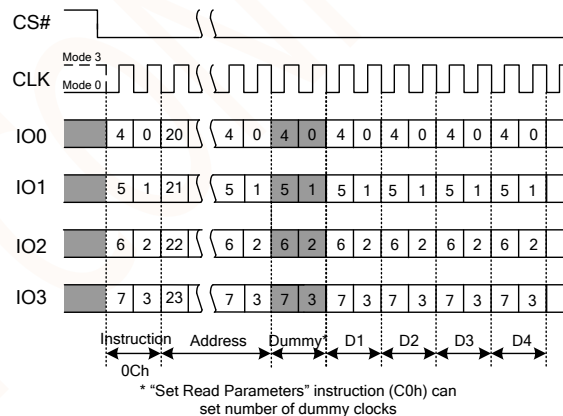 CS#
Mode 3
CLK
Mode 0
IO0 4 0 20 4 0 4 0 4 0 4 0 4 0 4 0
IO1 5 1 21 5 1 5 1 5 1 5 1 5 1 5 1
IO2 6 2 22 6 2 6 2 6 2 6 2 6 2 6 2
IO3 7 3 23 7 3 7 3 7 3 7 3 7 3 7 3
Instruction Address Dummy* D1 D2 D3 D4
0Ch
* “Set Read Parameters” instruction (C0h) can
set number of dummy clocks